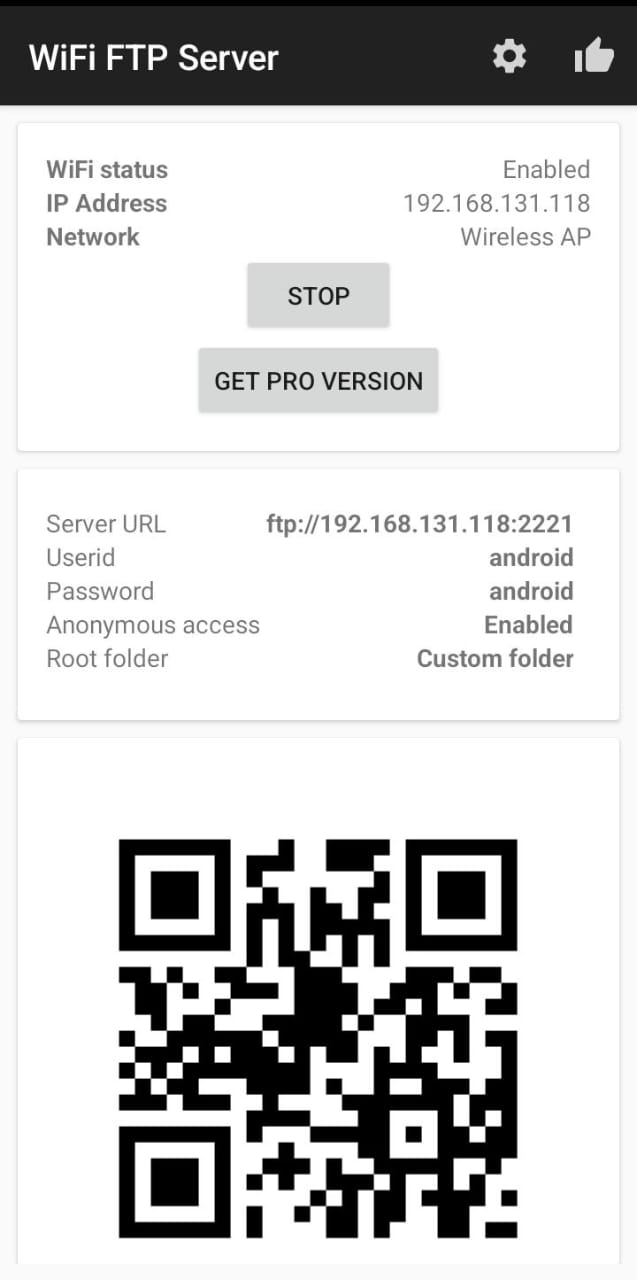 WiFi FTP Server
WiFi status Enabled
IP Address 192.168.131.118
Network Wireless AP
STOP
GET PRO VERSION
Server URL ftp://192.168.131.118:2221
Userid android
Password android
Anonymous access Enabled
Root folder Custom folder